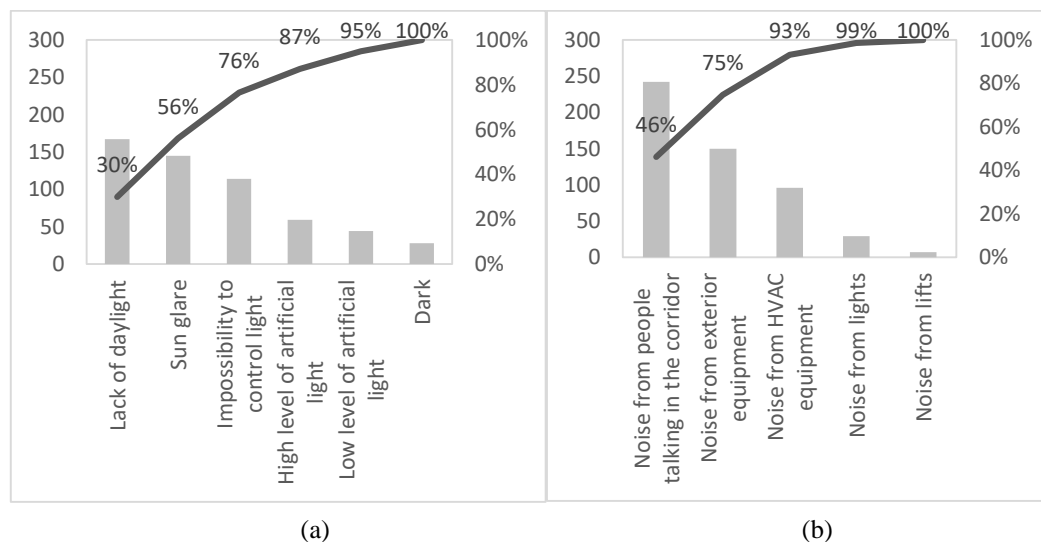 300
250
200
150
100
50
0
30%
56%
76%
87%
95%
100%
100%
80%
60%
40%
20%
0%
Lack of daylight
Sun glare
Impossibility to
control light
High level of artificial
light
Low level of artificial
light
Dark
(a)
300
250
200
150
100
50
0
46%
75%
93%
99%
100%
100%
80%
60%
40%
20%
0%
Noise from people
talking in the corridor
Noise from exterior
equipment
Noise from HVAC
equipment
Noise from lights
Noise from lifts
(b)